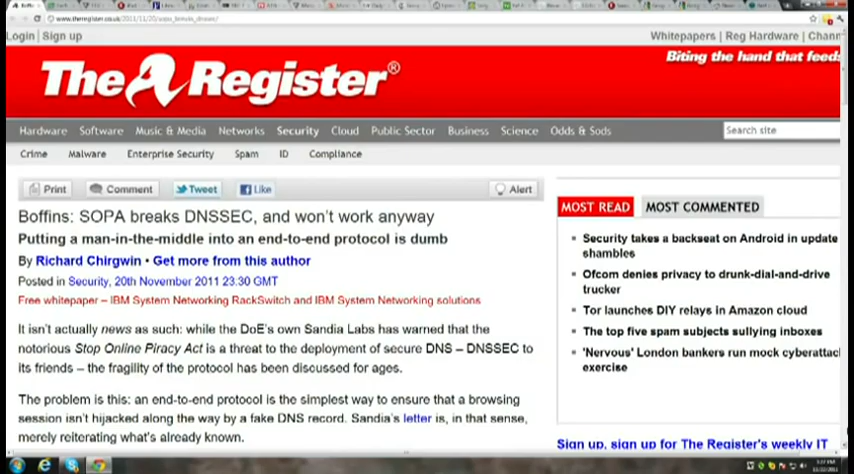 www.theregister.co.uk/2011/11/20/sopa_breaks_dnssec/
Login | Sign up
Whitepapers | Reg Hardware | Chann
The Register®
Biting the hand that feeds
Hardware Software Music & Media Networks Security Cloud Public Sector Business Science Odds & Sods
Search site
Crime Malware Enterprise Security Spam ID Compliance
Print Comment Tweet Like Alert
Boffins: SOPA breaks DNSSEC, and won't work anyway
Putting a man-in-the-middle into an end-to-end protocol is dumb
By Richard Chirgwin • Get more from this author
Posted in Security, 20th November 2011 23:30 GMT
Free whitepaper – IBM System Networking RackSwitch and IBM System Networking solutions
It isn't actually news as such: while the DoE's own Sandia Labs has warned that the
notorious Stop Online Piracy Act is a threat to the deployment of secure DNS – DNSSEC to
its friends – the fragility of the protocol has been discussed for ages.
The problem is this: an end-to-end protocol is the simplest way to ensure that a browsing
session isn't hijacked along the way by a fake DNS record. Sandia's letter is, in that sense,
merely reiterating what's already known.
MOST READ MOST COMMENTED
Security takes a backseat on Android in update
shambles
Ofcom denies privacy to drunk-dial-and-drive
trucker
Tor launches DIY relays in Amazon cloud
The top five spam subjects sullying inboxes
'Nervous' London bankers run mock cyberattac
exercise
Sign up, sign up for The Register's weekly IT